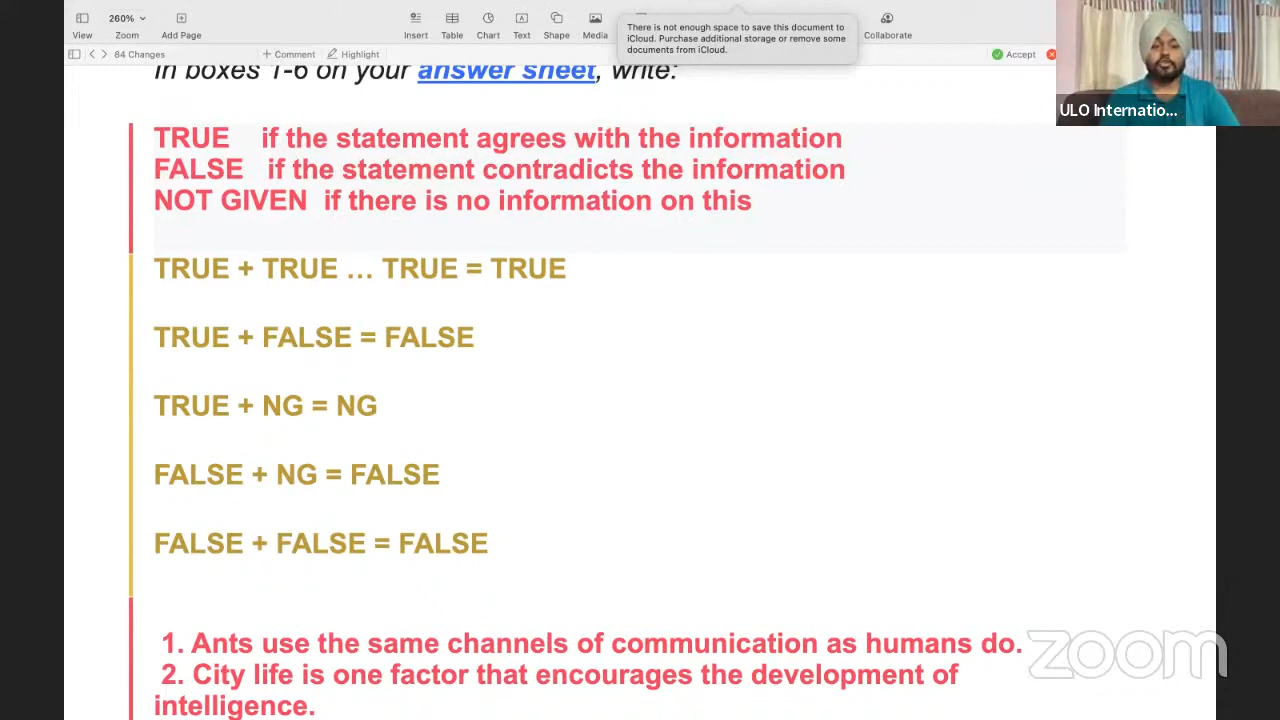 260%
View
Zoom
Add Page
Insert
Table
Chart
Text
Shape
Media
Collaborate
There is not enough space to save this document to
iCloud. Purchase additional storage or remove some
documents from iCloud.
84 Changes
+ Comment
Highlight
Accept
ULO Internatio...
In boxes 1-6 on your answer sheet, write:
TRUE if the statement agrees with the information
FALSE if the statement contradicts the information
NOT GIVEN if there is no information on this
TRUE + TRUE … TRUE = TRUE
TRUE + FALSE = FALSE
TRUE + NG = NG
FALSE + NG = FALSE
FALSE + FALSE = FALSE
1. Ants use the same channels of communication as humans do.
2. City life is one factor that encourages the development of
intelligence.
zoom